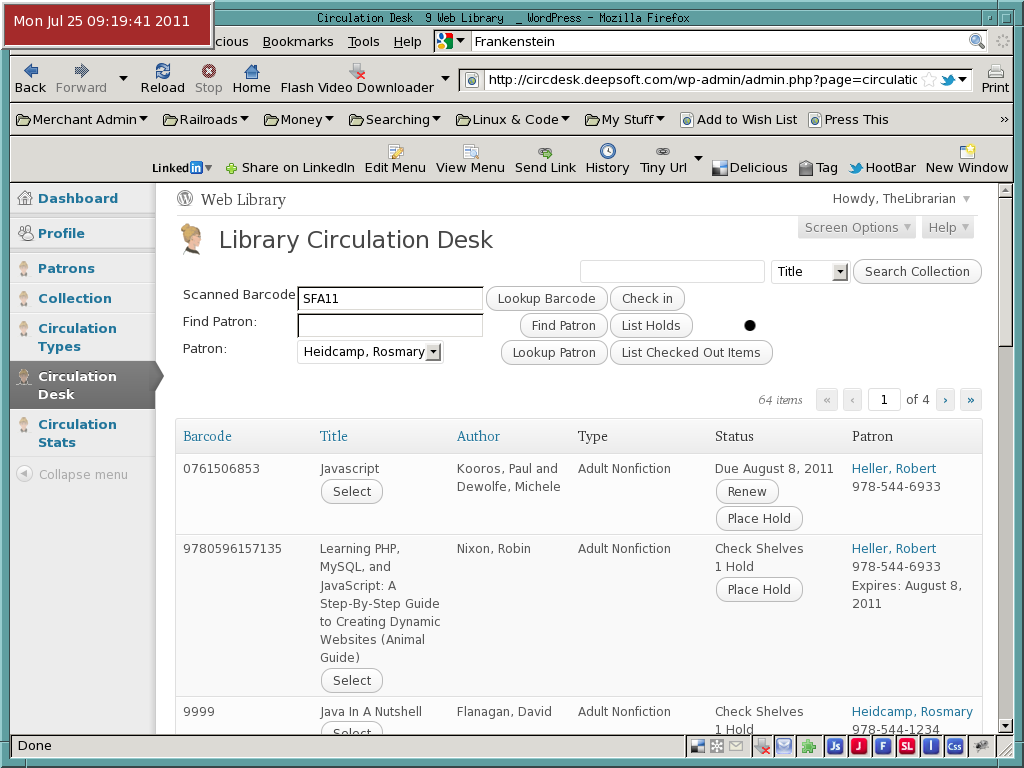 Circulation Desk 9 Web Library _ WordPress - Mozilla Firefox
Mon Jul 25 09:19:41 2011
cious Bookmarks Tools Help Frankenstein
Back Forward Reload Stop Home Flash Video Downloader http://circdesk.deepsoft.com/wp-admin/admin.php?page=circulatic Print
Merchant Admin Railroads Money Searching Linux & Code My Stuff Add to Wish List Press This »
Linked in Share on LinkedIn Edit Menu View Menu Send Link History Tiny Url Delicious Tag HootBar New Window
Dashboard
Profile
Patrons
Collection
Circulation
Types
Circulation
Desk
Circulation
Stats
Collapse menu
Web Library Howdy, TheLibrarian
Screen Options Help
Library Circulation Desk
Title Search Collection
Scanned Barcode SFA11 Lookup Barcode Check in
Find Patron: Find Patron List Holds
Patron: Heidcamp, Rosmary Lookup Patron List Checked Out Items
64 items « ‹ 1 of 4 › »
Barcode Title Author Type Status Patron
0761506853 Javascript Kooros, Paul and Adult Nonfiction Due August 8, 2011 Heller, Robert
Select Dewolfe, Michele Renew 978-544-6933
Place Hold
9780596157135 Learning PHP, Nixon, Robin Adult Nonfiction Check Shelves Heller, Robert
MySQL, and 1 Hold 978-544-6933
JavaScript: A Place Hold Expires: August 8,
Step-By-Step Guide 2011
to Creating Dynamic
Websites (Animal
Guide)
Select
9999 Java In A Nutshell Flanagan, David Adult Nonfiction Check Shelves Heidcamp, Rosmary
Select 1 Hold 978-544-1234
Done Js J F SL I Css